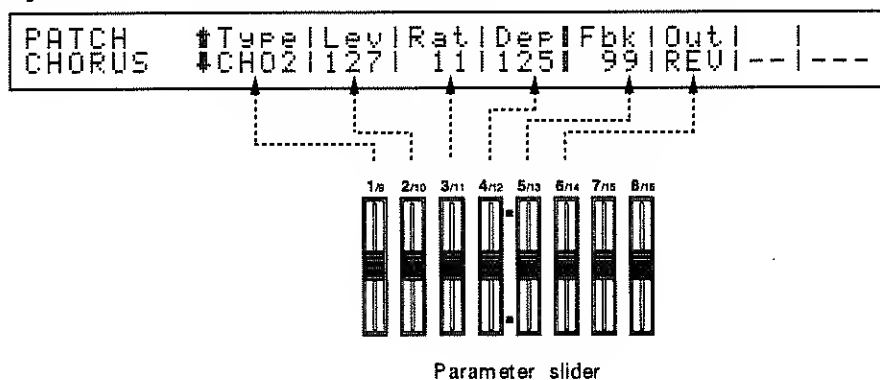 PATCH ⬆Type|Lev|Rat|Dep‖Fbk|Out| |
CHORUS ⬇CHO2|127| 11|125‖ 99|REV|--|---
1/9 2/10 3/11 4/12 5/13 6/14 7/15 8/16
Parameter slider